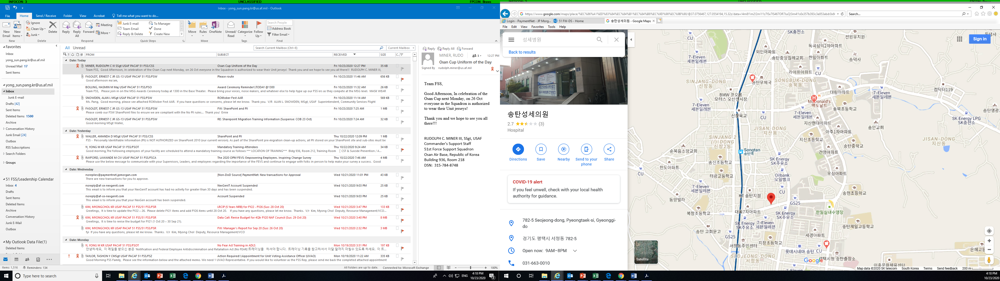 INFOCON: 3 UNCLASSIFIED FPCON: Bravo
Inbox - yong_sun.pang.kr@us.af.mil - Outlook
File Home Send / Receive Folder View Acrobat Tell me what you want to do...
New Email
New Items
Ignore
Clean Up
Junk
Delete
Reply
Reply All
Forward
Meeting
More
Junk E-mail
Team Email
Reply & Delete
To Manager
Done
Create New
Move
Rules
OneNote
Unread/ Read
Categorize
Follow Up
Search People
Address Book
Filter Email
New Delete Respond Quick Steps Move Tags Find
Favorites
Inbox
yong_sun.pang.kr@us.af.mil
Unread Mail 17
Sent Items
yong_sun.pang.kr@us.af.mil
Inbox
Junk E-mail
Drafts [42]
Sent Items
Deleted Items 1500
Archive
Conversation History
Junk Email [24]
Outbox
RSS Subscriptions
Search Folders
Groups
51 FSS/Leadership Calendar
Inbox 4
Drafts
Sent Items
Deleted Items
Archive
Conversation History
Junk E-Mail
Outbox
My Outlook Data File(1)
Deleted Items
All Unread
Search Current Mailbox (Ctrl+E) Current Mailbox
FROM SUBJECT RECEIVED SIZE C..
Date: Today
MINER, RUDOLPH C III SSgt USAF PACAF 51 FSS/CSS Osan Cup Uniform of the Day Fri 10/23/2020 12:27 PM 35 KB
Team FSS, Good Afternoon, In celebration of the Osan Cup next Monday, on 26 Oct everyone in the Squadron is authorized to wear their Unit jerseys! Thank you and we hope to see you all there!!! RUDOLPH C. MINER III,
FASOLDT, ERNEST C JR GS-13 USAF PACAF 51 FSS/FSW Please route Fri 10/23/2020 11:46 AM 656 KB
Good afternoon ma'am,
BOLLING, HASMIN M Maj USAF PACAF 51 FSS/FSO Award Ceremony Reminder\\TODAY @1300 Fri 10/23/2020 11:32 AM 26 KB
Team FSS, Please join in on the MSG Awards Ceremony today at 1300 in the Base Theater. Please bring your voices, noise makers, and whatever else to help hype up our FSS'ers as they compete at the MSG level. MASK WEAR
SNOWDEN, ALAN L MSgt USAF PACAF 51 FSS/FSW ROKtober Fest AAR Fri 10/23/2020 11:14 AM 569 KB
Ms. Pang, Good morning, please see attached ROKtober Fest AAR. If you have questions or concerns, please let me know. Thank you. V/R ALAN L. SNOWDEN, MSgt, USAF Superintendent, Community Services Flight
FASOLDT, ERNEST C JR GS-13 USAF PACAF 51 FSS/FSW FW: SharePoint and PII Fri 10/23/2020 7:25 AM 1 MB
Please comb our FSW SharePoint files to ensure we are compliant with the No PII rules... Thank you! Ernie
FASOLDT, ERNEST C JR GS-13 USAF PACAF 51 FSS/FSW RE: Sharepoint Migration Training Information (Suspense: COB 23 Oct) Fri 10/23/2020 7:24 AM 32 KB
Good morning MSgt Waller,
Date: Yesterday
WALLER, AMANDA D MSgt USAF PACAF 51 FSS/CSS SharePoint and PII Thu 10/22/2020 12:09 PM 1 MB
FSS - Personally Identifiable Information (PII) is NOT AUTHORIZED on SharePoint 2010 (our current version). As part of the SharePoint pre-migration clean-up actions, all PII stored on your SharePoint site and sub-sites must be
YI, YONG M KR USAF PACAF 51 FSS/FSOT Mandatory Training Attendees Thu 10/22/2020 9:24 AM 34 KB
Good morning,The following employees of your facility are scheduled to attend a mandatory training course as follows:*** LOCATION OF TRAINING*** Bldg 936, Room 212, Training Room [ CST & Suicide Prevention / A...
RAYFORD, LAWANDE M CIV USAF PACAF 51 FSS/FSCA The 2020 OPM FEVS: Empowering Employees. Inspiring Change Survey Thu 10/22/2020 7:46 AM 4 MB
Please use the below message to communicate with your Supervisors, Leaders, and employees regarding the importance of the FEVS and continue to engage with folks in person to help make your survey a success. Good
Date: Wednesday
noreplies@paymentnet.jpmorgan.com [Non-DoD Source] PaymentNet: New transactions for Approval Wed 10/21/2020 11:01 PM 43 KB
There are new transactions for you to approve.
noreply@af-ce-nexgenit.com NexGenIT Account Suspended Wed 10/21/2020 9:03 PM 25 KB
This email is to inform you that your NexGenIT account has had no activity for greater than 30 days and has been suspended.
noreply@af-ce-nexgenit.com Account Suspended Wed 10/21/2020 9:03 PM 25 KB
This email is to inform you that your NexGen account has been suspended.
KIM, MYONGCHOL KR USAF PACAF 51 FSS/FSR LRCIP (5 Years NRB) for FY22 - FY26 (Sus: 28 Oct 20) Wed 10/21/2020 3:47 PM 133 KB
Greetings, It is time to update the FY22 – 26. Please delete FY21 items and add FY26 items until 28 Oct 20. If you have any questions, please let me know. Thanks. V/r Kim, Myong Chol Deputy, Resource Management/VCO...
KIM, MYONGCHOL KR USAF PACAF 51 FSS/51 FSS/FSR Data Call: Revise Budget for 4Qtr FY20 NAF Council (Sus: 29 Oct 20) Wed 10/21/2020 3:40 PM 8 MB
Greetings, It is time to revise the budget for FY21 (1 Oct 20 – 30 Sep 21).
KIM, MYONGCHOL KR USAF PACAF 51 FSS/51 FSS/FSR FW: Manager's Report for Sep 20 (Sus: 26 Oct 20) Wed 10/21/2020 2:32 PM 3 MB
fyi If you have any questions, please let me know. Thanks. V/r Kim, Myong Chol Deputy, Resource Management/VCO
Date: Monday
YI, YONG M KR USAF PACAF 51 FSS/FSOT No Fear Act Training in ADLS Mon 10/19/2020 3:51 PM 197 KB
안녕하세요, 이 메일을 받으신 분은 'Notification and Federal Employee Antidiscrimination and Retaliation Act (No FEAR)'트레이닝을 하셔야 합니다. 트레이닝 기록을 참고하셔서 이달 말까지 마칠수 있도록 하세요. 이 트...
TAYLOR, TASHON Y CMSgt USAF PACAF 51 FSS/FSZ Action Required:\\Appointment for Unit Voting Assistance Officer (UVAO) Mon 10/19/2020 11:22 AM 335 KB
Good Morning FSS Family, Please see the information below and the attached memo. We need 1 UVAO Representative. If you would like to volunteer as the FSS Rep, please send me back the completed attached appointment
Reply Reply All Forward
MINER, RUDO 1 12:27 PM
Osan Cup Uniform of the Day
Signed By rudolph.miner@us.af.mil
Team FSS,
Good Afternoon, In celebration of the
Osan Cup next Monday, on 26 Oct
everyone in the Squadron is authorized
to wear their Unit jerseys!
Thank you and we hope to see you all
there!!!
RUDOLPH C. MINER III, SSgt, USAF
Commander's Support Staff
51st Force Support Squadron
Osan Air Base, Republic of Korea
Building 936, Room 218
DSN: 315-784-8748
Items: 1,516 Reminders: 134 All folders are up to date. Connected to: Microsoft Exchange 100%
Type here to search
ENG 4:18 PM
10/23/2020
2
Search...
Login - PaymentNet - JP Morg... 51 FW-DS - Home 송탄성세의원 - Google Maps
File Edit View Favorites Tools Help
성세병원
Back to results
송탄성세의원
2.7 (3)
Hospital
Directions Save Nearby Send to your phone Share
COVID-19 alert
If you feel unwell, check with your local health
authority for guidance.
782-5 Seojeong-dong, Pyeongtaek-si, Gyeonggi-
do
경기도 평택시 서정동 782-5
Open now: 9AM–8PM
031-663-0010
Sign in
SK충전소
CU
전원유치원
독곡삼익2차아파트
외인아파트
7-Eleven
세븐일레븐
송탄중앙침례교회
한일아파트
송덕사
라이프아파트
CU
송탄우체국
SINJANG-DONG
신장동
SONGBUK-DONG
송북동
BMW 코오롱
모터스 오산전시장
McDonald's
맥도날드
대림아파트
7-Eleven
세븐일레븐
컴닥터119
송북초등학교
신장육교
CU
7-Eleven
세븐일레븐
지산현대아파트
송탄영광
SK Energy LPG
SK충전소
송안교회
JISAN-DONG
지산동
아주1차아파트
지산초등학교
SINJANG 2
(I)-DONG
신장2동
JISAN-DONG
지산동
송탄중학교
순복음소망교회
Songtan
송탄역
건영아파트
송신초등학교
SK Energy
SK주유소
한도아파트
CU
태광고등학교
Oilbank
오일뱅크
우성아파트
7-Eleven
세븐일레븐
CU
송현초등학교
KT 송탄지점
동양빌라
GS25
복창초등학교
SK Energy
SK주유소
한일실내수영장
SK Energy
SK주유소
7-Eleven
세븐일레븐
송탄제일고등학교
송탄 교회문고
GS25
지장초등학교
세경아파트
서정동주민센터
롯데시네마 송탄
CU
SEOJEONG-DONG
서정동
평택시청 송탄출장소
은혜고등
이충문화체육센터
Satellite
Google
Map data ©2020 SK telecom South Korea Terms Send feedback 200 m
4:18 PM
10/23/2020